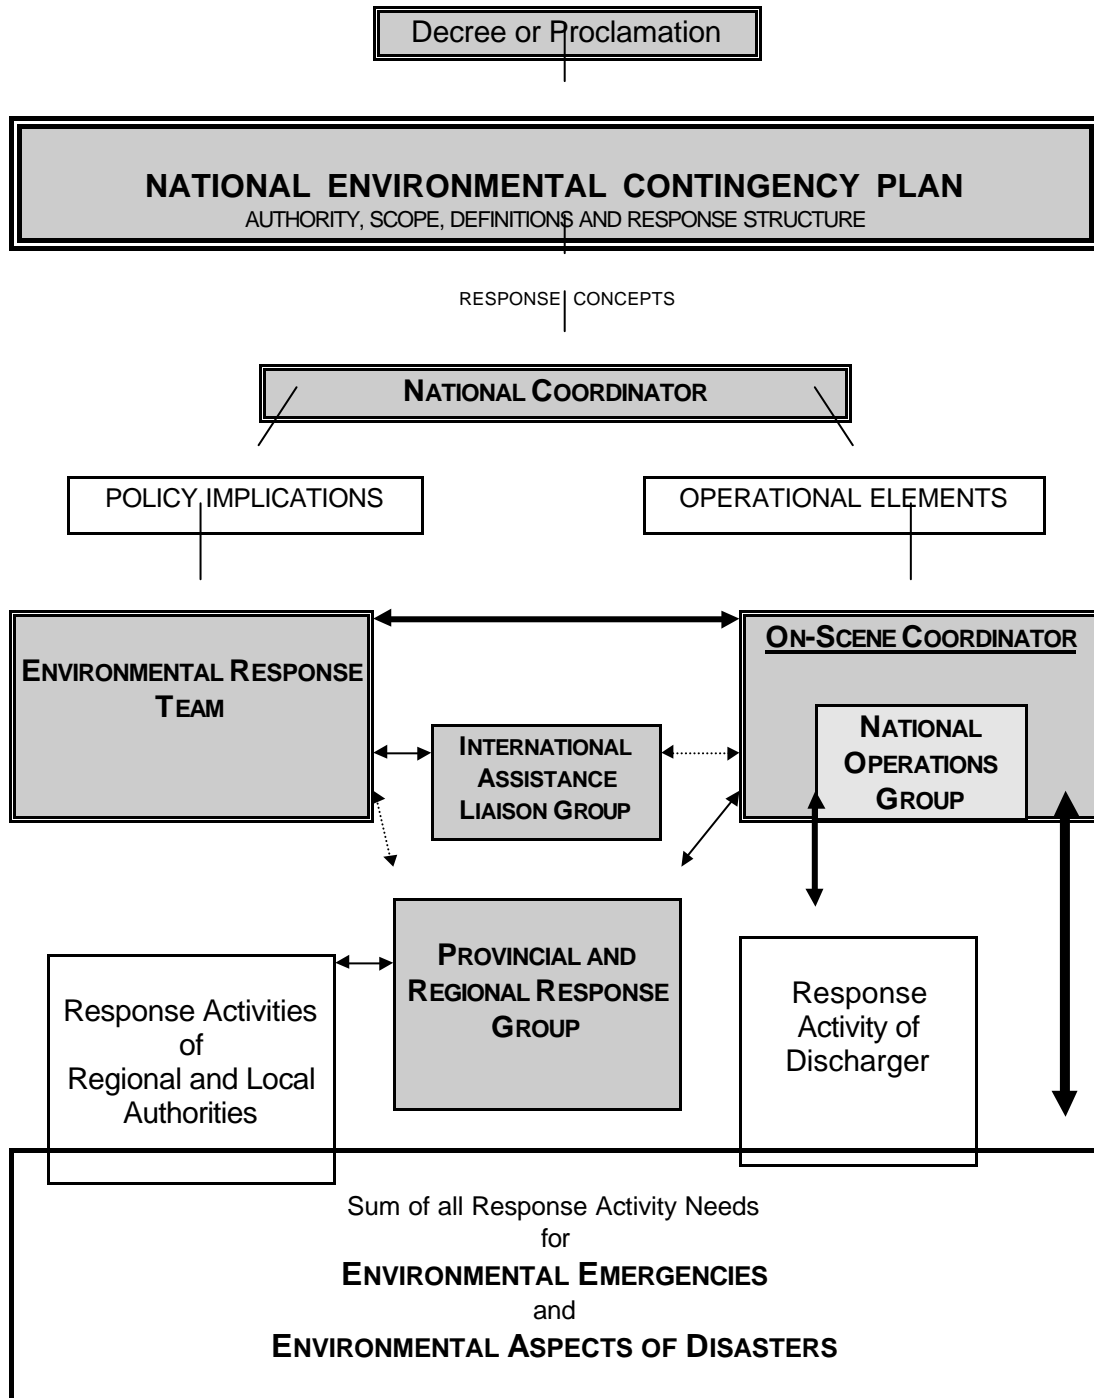 Decree or Proclamation
NATIONAL ENVIRONMENTAL CONTINGENCY PLAN
AUTHORITY, SCOPE, DEFINITIONS AND RESPONSE STRUCTURE
RESPONSE CONCEPTS
NATIONAL COORDINATOR
POLICY IMPLICATIONS
OPERATIONAL ELEMENTS
ENVIRONMENTAL RESPONSE
TEAM
ON-SCENE COORDINATOR
NATIONAL
OPERATIONS
GROUP
INTERNATIONAL
ASSISTANCE
LIAISON GROUP
PROVINCIAL AND
REGIONAL RESPONSE
GROUP
Response Activities
of
Regional and Local
Authorities
Response
Activity of
Discharger
Sum of all Response Activity Needs
for
ENVIRONMENTAL EMERGENCIES
and
ENVIRONMENTAL ASPECTS OF DISASTERS